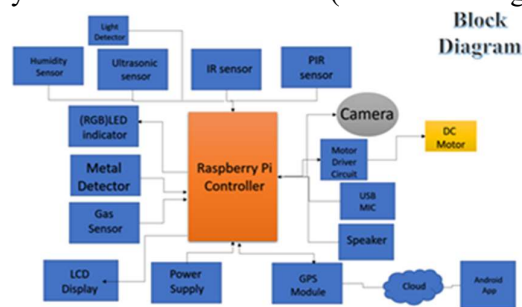 Block
Diagram
Light
Detector
Humidity
Sensor
Ultrasonic
sensor
IR sensor
PIR
sensor
Camera
(RGB)LED
indicator
Raspberry Pi
Controller
Motor
Driver
Circuit
DC
Motor
Metal
Detector
USB
MIC
Gas
Sensor
Speaker
LCD
Display
Power
Supply
GPS
Module
Cloud
Android
App